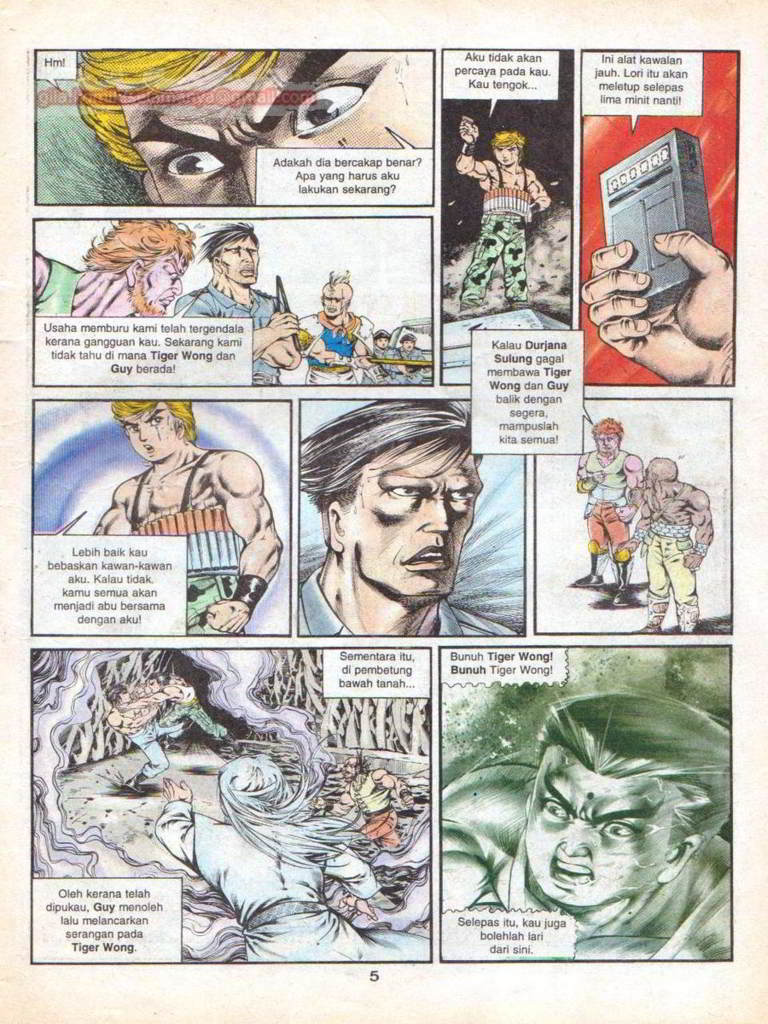 Hm!
Adakah dia bercakap benar?
Apa yang harus aku
lakukan sekarang?
Aku tidak akan
percaya pada kau.
Kau tengok...
Ini alat kawalan
jauh. Lori itu akan
meletup selepas
lima minit nanti!
Usaha memburu kami telah tergendala
kerana gangguan kau. Sekarang kami
tidak tahu di mana Tiger Wong dan
Guy berada!
Kalau Durjana
Sulung gagal
membawa Tiger
Wong dan Guy
balik dengan
segera,
mampuslah
kita semua!
Lebih baik kau
bebaskan kawan-kawan
aku. Kalau tidak,
kamu semua akan
menjadi abu bersama
dengan aku!
Sementara itu,
di pembetung
bawah tanah...
Oleh kerana telah
dipukau, Guy menoleh
lalu melancarkan
serangan pada
Tiger Wong.
Bunuh Tiger Wong!
Bunuh Tiger Wong!
Selepas itu, kau juga
bolehlah lari
dari sini.
5